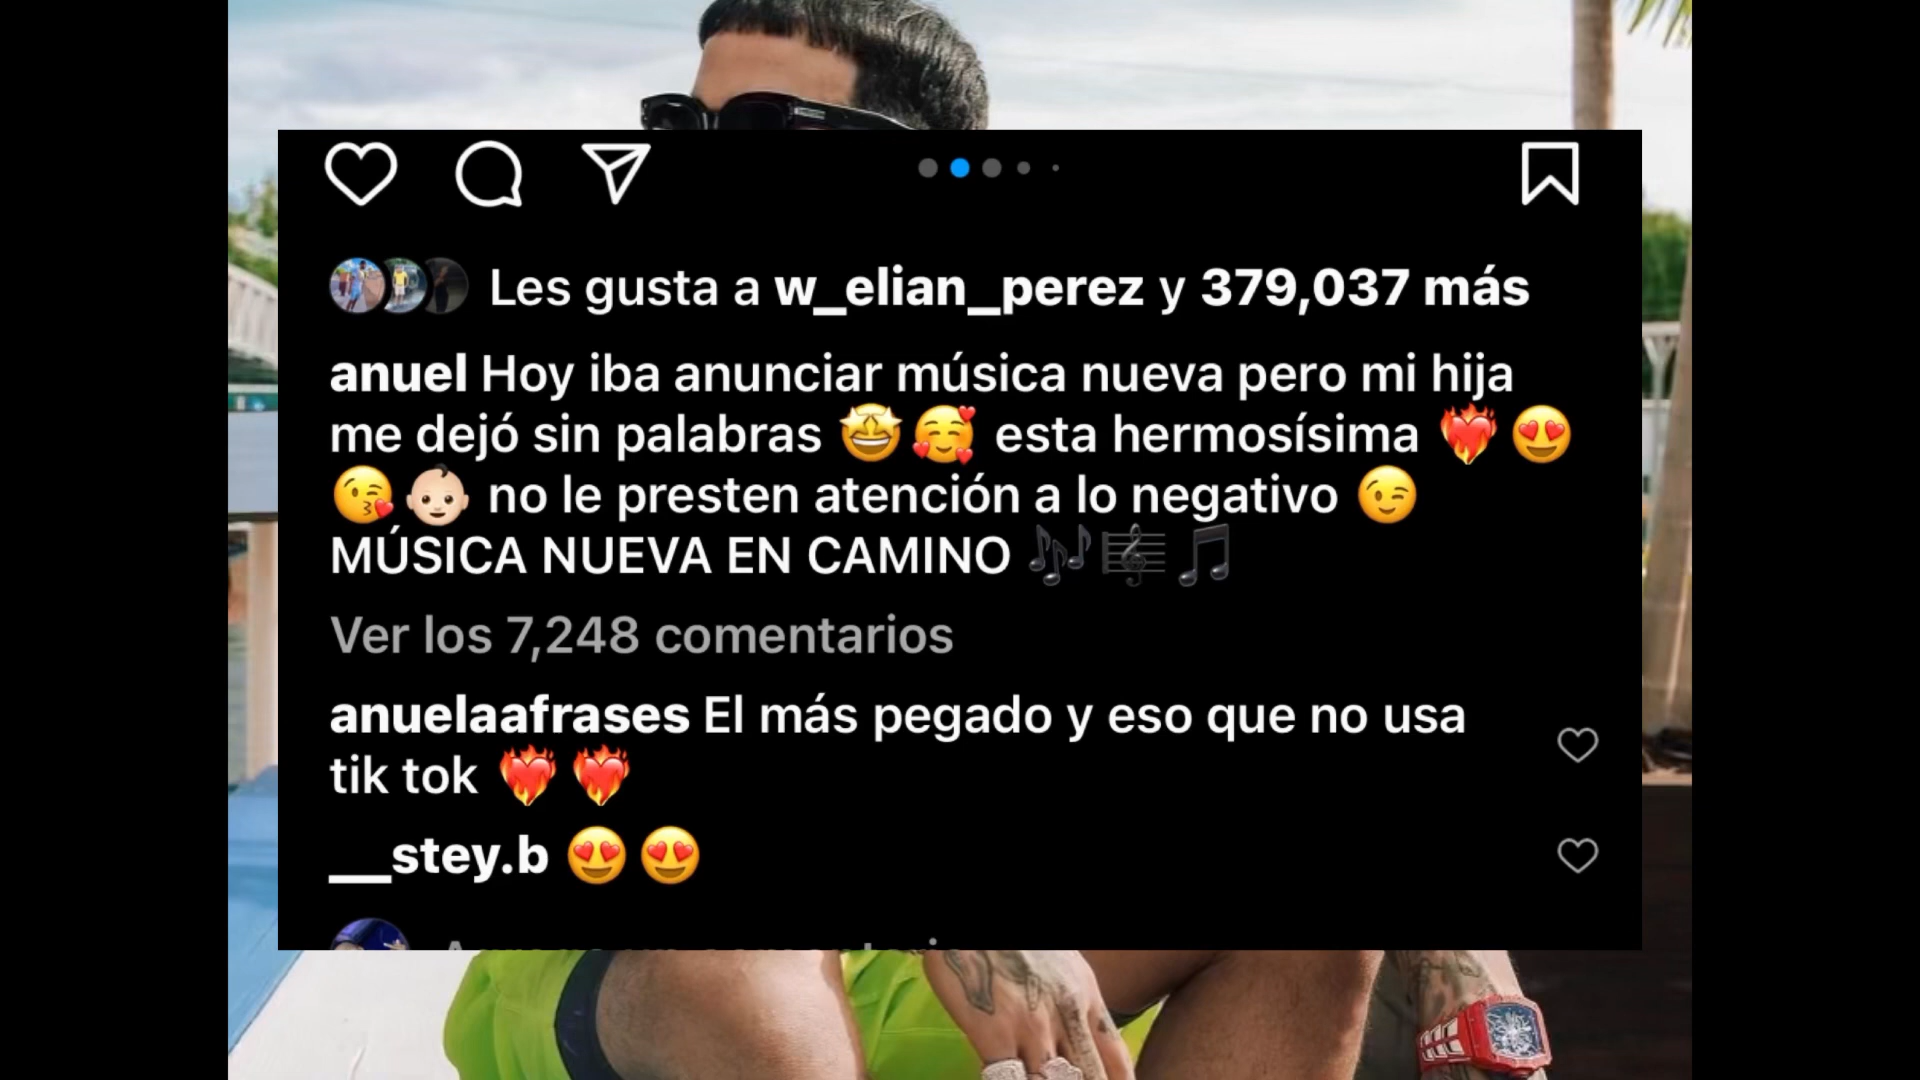 Les gusta a w_elian_perez y 379,037 más
anuel Hoy iba anunciar música nueva pero mi hija
me dejó sin palabras 🤩🥰 esta hermosísima ❤️‍🔥😍
😘👶🏻 no le presten atención a lo negativo 😉
MÚSICA NUEVA EN CAMINO 🎶🎼🎵
Ver los 7,248 comentarios
anuelaafrases El más pegado y eso que no usa
tik tok ❤️‍🔥❤️‍🔥
__stey.b 😍😍